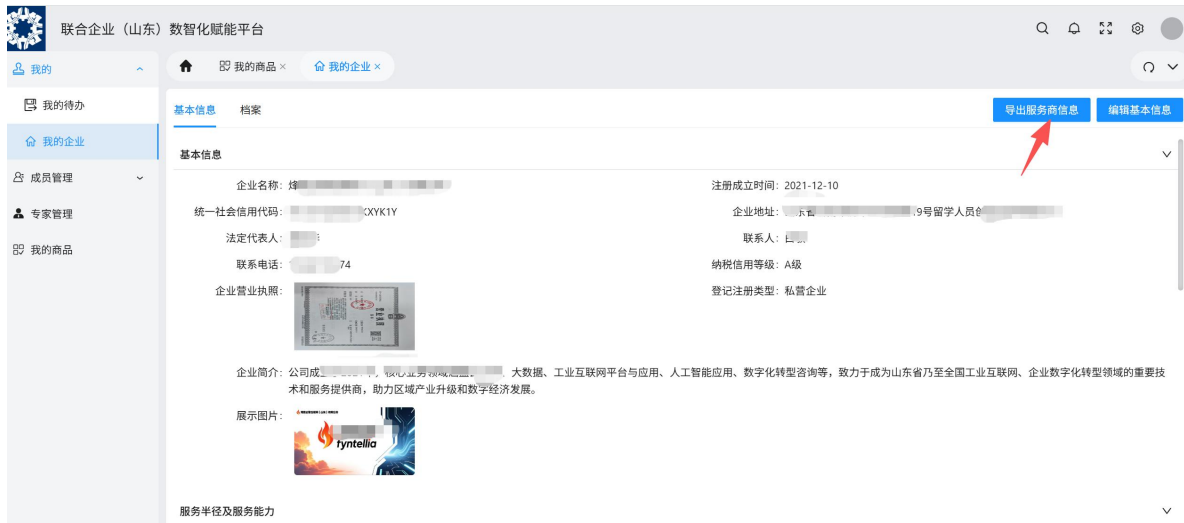 联合企业（山东）数智化赋能平台
我的
我的商品 ×
我的企业 ×
我的待办
基本信息
档案
导出服务商信息
编辑基本信息
我的企业
基本信息
成员管理
企业名称：
注册成立时间：2021-12-10
专家管理
统一社会信用代码：XYK1Y
企业地址：9号留学人员
我的商品
法定代表人：
联系人：
联系电话：74
纳税信用等级：A级
企业营业执照：
登记注册类型：私营企业
企业简介：公司成 大数据、工业互联网平台与应用、人工智能应用、数字化转型咨询等，致力于成为山东省乃至全国工业互联网、企业数字化转型领域的重要技
术和服务提供商，助力区域产业升级和数字经济发展。
展示图片：
fyntellia
服务半径及服务能力